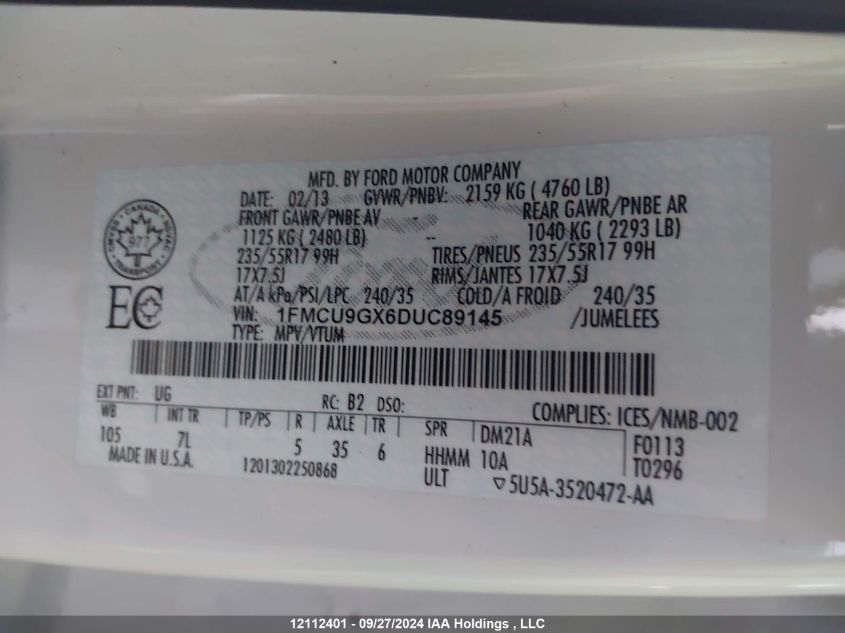 MFD. BY FORD MOTOR COMPANY
DATE: 02/13 GVWR/PNBV: 2159 KG ( 4760 LB)
FRONT GAWR/PNBE AV - REAR GAWR/PNBE AR
1125 KG ( 2480 LB) -- 1040 KG ( 2293 LB)
235/55R17 99H TIRES/PNEUS 235/55R17 99H
17X7.5J RIMS/JANTES 17X7.5J
AT/A kPa/PSI/LPC 240/35 COLD/A FROID 240/35
VIN: 1FMCU9GX6DUC89145 /JUMELEES
TYPE: MPV/VTUM
CANADA
977
TRANSPORT
EC
EXT PNT: UG RC: B2 DSO: COMPLIES: ICES/NMB-002
WB INT TR TP/PS R AXLE TR SPR DM21A F0113
105 7L 5 35 6 HHMM 10A T0296
MADE IN U.S.A. 1201302250868 ULT ▽5U5A-3520472-AA
12112401 - 09/27/2024 IAA Holdings , LLC